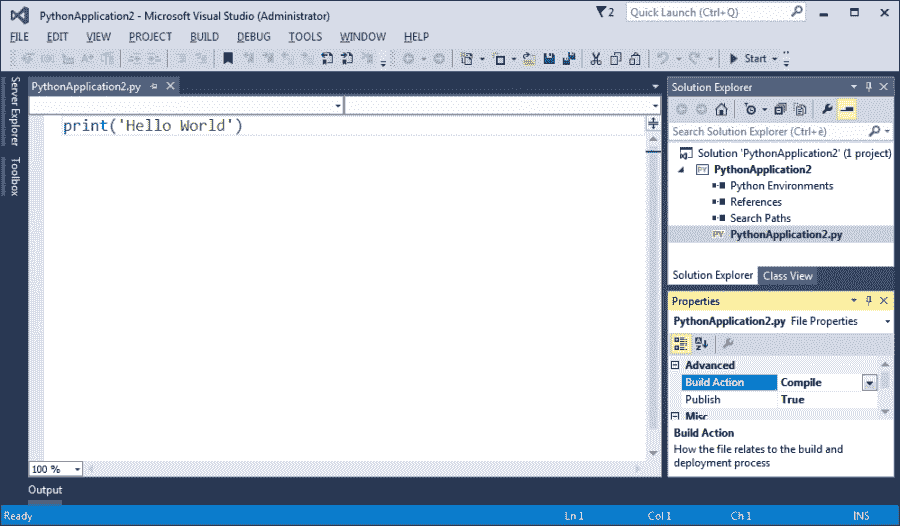 PythonApplication2 - Microsoft Visual Studio (Administrator)
2
Quick Launch (Ctrl+Q)
FILE EDIT VIEW PROJECT BUILD DEBUG TOOLS WINDOW HELP
Start
Server Explorer
Toolbox
PythonApplication2.py
print('Hello World')
100 %
Output
Solution Explorer
Search Solution Explorer (Ctrl+è)
Solution 'PythonApplication2' (1 project)
PY PythonApplication2
Python Environments
References
Search Paths
PY PythonApplication2.py
Solution Explorer Class View
Properties
PythonApplication2.py File Properties
Advanced
Build Action Compile
Publish True
Misc
Build Action
How the file relates to the build and
deployment process
Ready Ln 1 Col 1 Ch 1 INS